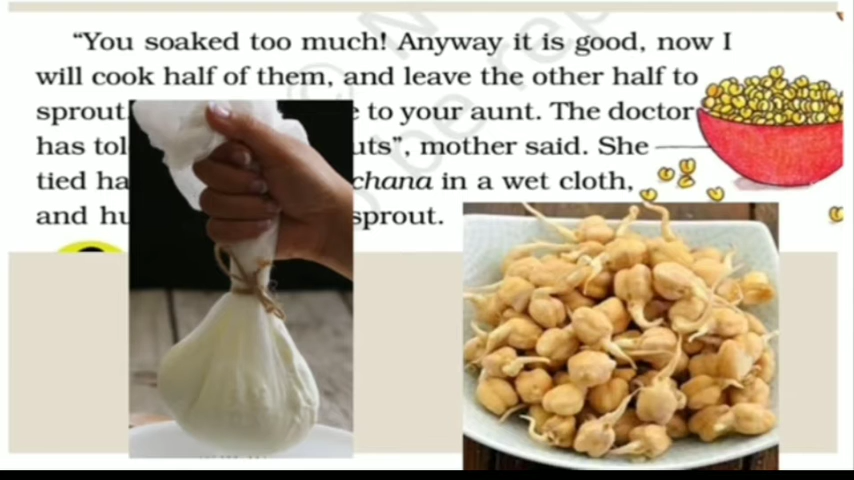 “You soaked too much! Anyway it is good, now I
will cook half of them, and leave the other half to
sprout. e to your aunt. The doctor
has tol uts”, mother said. She
tied ha chana in a wet cloth,
and hu sprout.